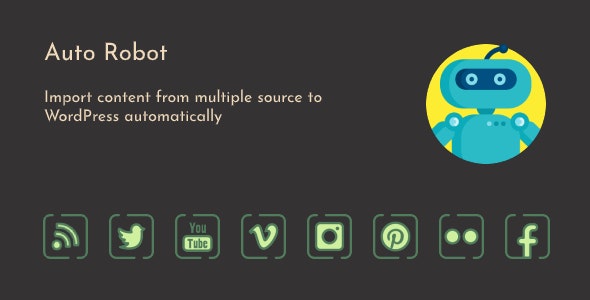 Auto Robot
Import content from multiple source to
WordPress automatically
You
Tube